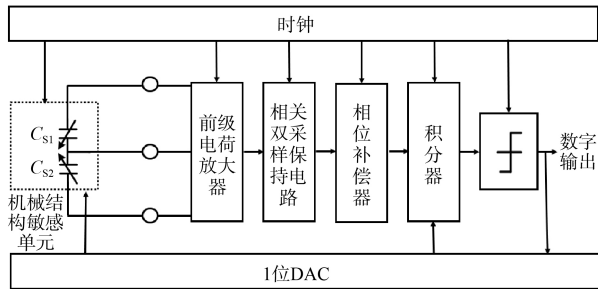 时钟
C_S1
C_S2
机械结
构敏感
单元
前级
电荷
放大
器
相关
双采
样保
持电
路
相
位
补
偿
器
积
分
器
数字
输出
1位DAC